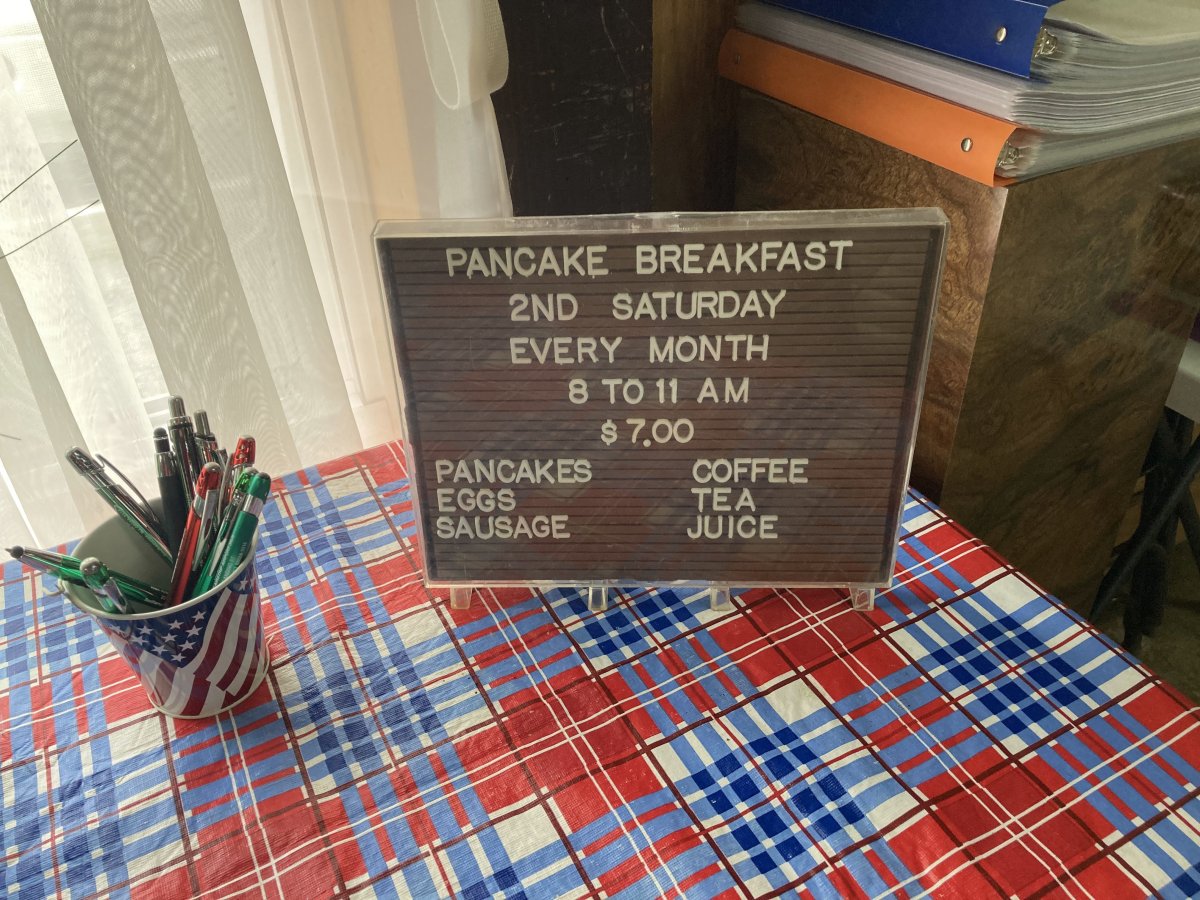 PANCAKE BREAKFAST
2ND SATURDAY
EVERY MONTH
8 TO 11 AM
$7.00
PANCAKES COFFEE
EGGS TEA
SAUSAGE JUICE